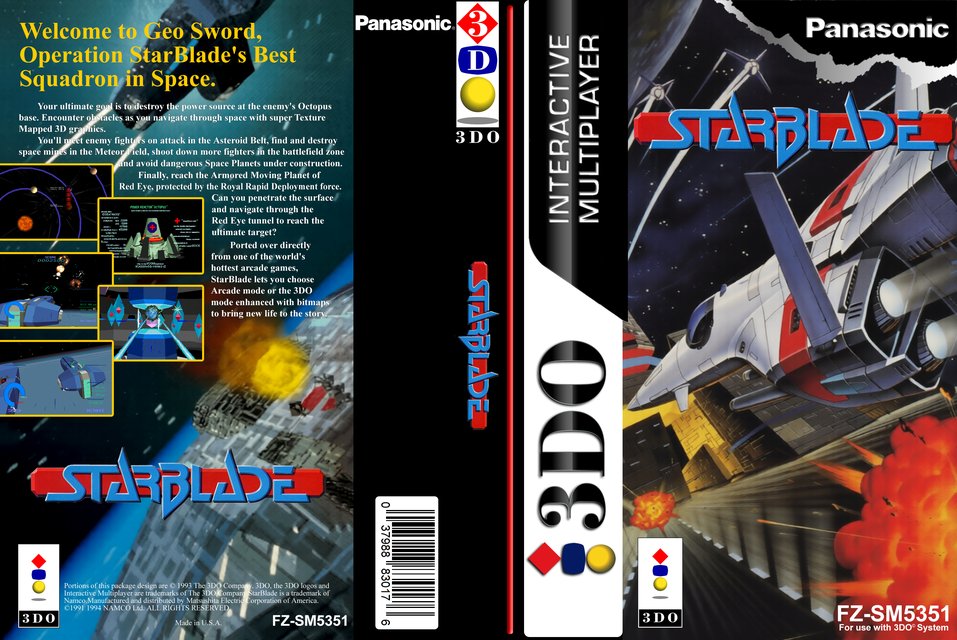 Welcome to Geo Sword,
Operation StarBlade's Best
Squadron in Space.
Your ultimate goal is to destroy the power source at the enemy's Octopus
base. Encounter obstacles as you navigate through space with super Texture
Mapped 3D graphics.
You'll meet enemy fighters on attack in the Asteroid Belt, find and destroy
space mines in the Meteor Field, shoot down more fighters in the battlefield zone
and avoid dangerous Space Planets under construction.
Finally, reach the Armored Moving Planet of
Red Eye, protected by the Royal Rapid Deployment force.
Can you penetrate the surface
and navigate through the
Red Eye tunnel to reach the
ultimate target?
Ported over directly
from one of the world's
hottest arcade games,
StarBlade lets you choose
Arcade mode or the 3DO
mode enhanced with bitmaps
to bring new life to the story.
STARBLADE
3DO
Portions of this package design are © 1993 The 3DO Company, 3DO, the 3DO logos and
Interactive Multiplayer are trademarks of The 3DO Company StarBlade is a trademark of
Namco,Manufactured and distributed by Matsushita Electric Corporation of America.
©1991 1994 NAMCO Ltd. ALL RIGHTS RESERVED.
Made in U.S.A.
FZ-SM5351
Panasonic
3
D
3DO
STARBLADE
0 37988 83017 6
INTERACTIVE
MULTIPLAYER
3DO
Panasonic
STARBLADE
3DO
FZ-SM5351
For use with 3DO® System